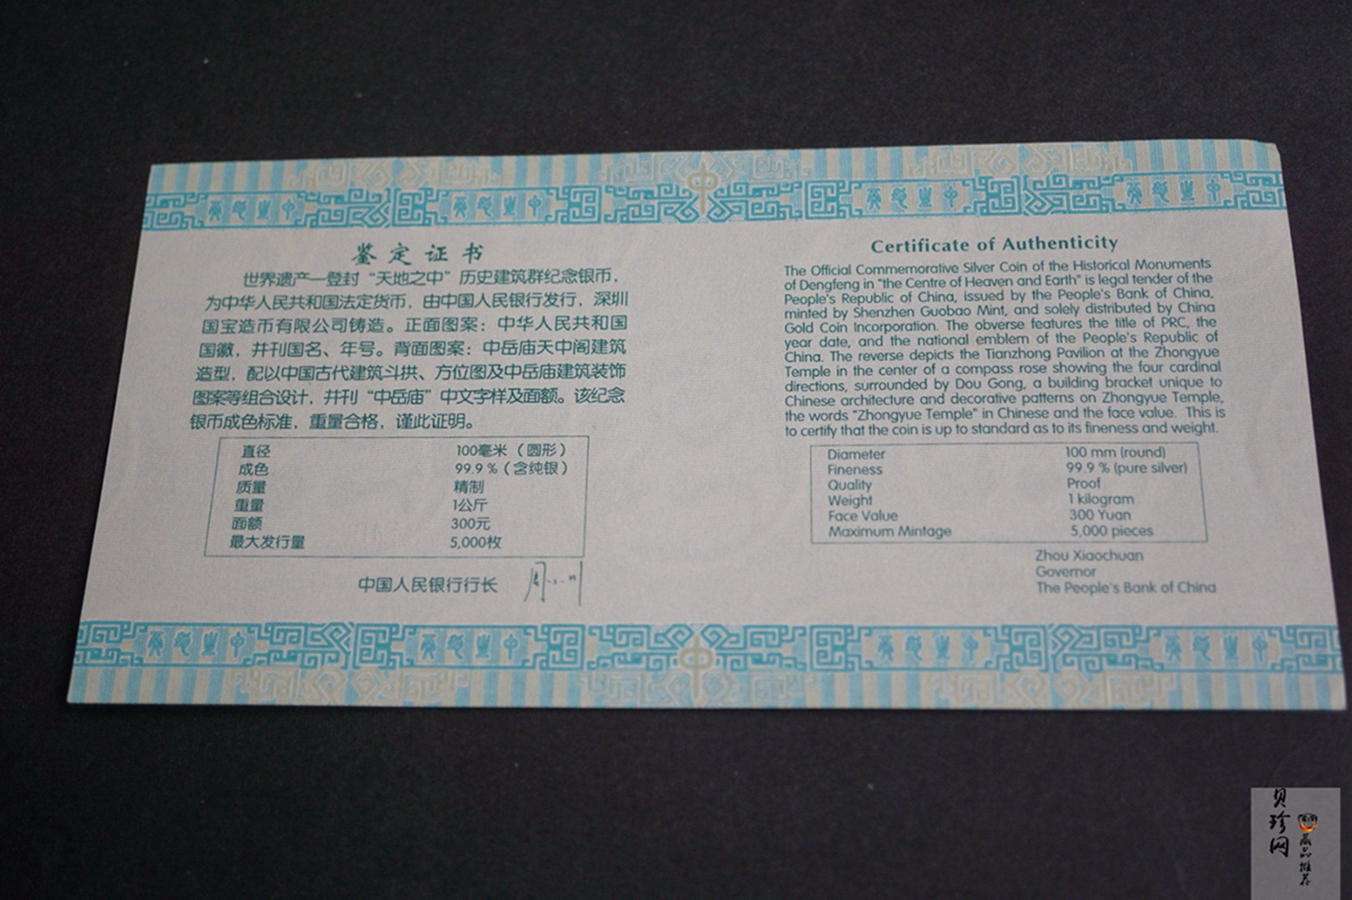 鉴定证书
世界遗产—登封“天地之中”历史建筑群纪念银币，
为中华人民共和国法定货币，由中国人民银行发行，深圳
国宝造币有限公司铸造。正面图案：中华人民共和国
国徽，并刊国名、年号。背面图案：中岳庙天中阁建筑
造型，配以中国古代建筑斗拱、方位图及中岳庙建筑装饰
图案等组合设计，并刊“中岳庙”中文字样及面额。该纪念
银币成色标准，重量合格，谨此证明。
直径 100毫米（圆形）
成色 99.9%（含纯银）
质量 精制
重量 1公斤
面额 300元
最大发行量 5,000枚
中国人民银行行长
Certificate of Authenticity
The Official Commemorative Silver Coin of the Historical Monuments
of Dengfeng in "the Centre of Heaven and Earth" is legal tender of the
People's Republic of China, issued by the People's Bank of China,
minted by Shenzhen Guobao Mint, and solely distributed by China
Gold Coin Incorporation. The obverse features the title of PRC, the
year date, and the national emblem of the People's Republic of
China. The reverse depicts the Tianzhong Pavilion at the Zhongyue
Temple in the center of a compass rose showing the four cardinal
directions, surrounded by Dou Gong, a building bracket unique to
Chinese architecture and decorative patterns on Zhongyue Temple,
the words "Zhongyue Temple" in Chinese and the face value. This is
to certify that the coin is up to standard as to its fineness and weight.
Diameter 100 mm (round)
Fineness 99.9 % (pure silver)
Quality Proof
Weight 1 kilogram
Face Value 300 Yuan
Maximum Mintage 5,000 pieces
Zhou Xiaochuan
Governor
The People's Bank of China
贝珍网
藏品推荐